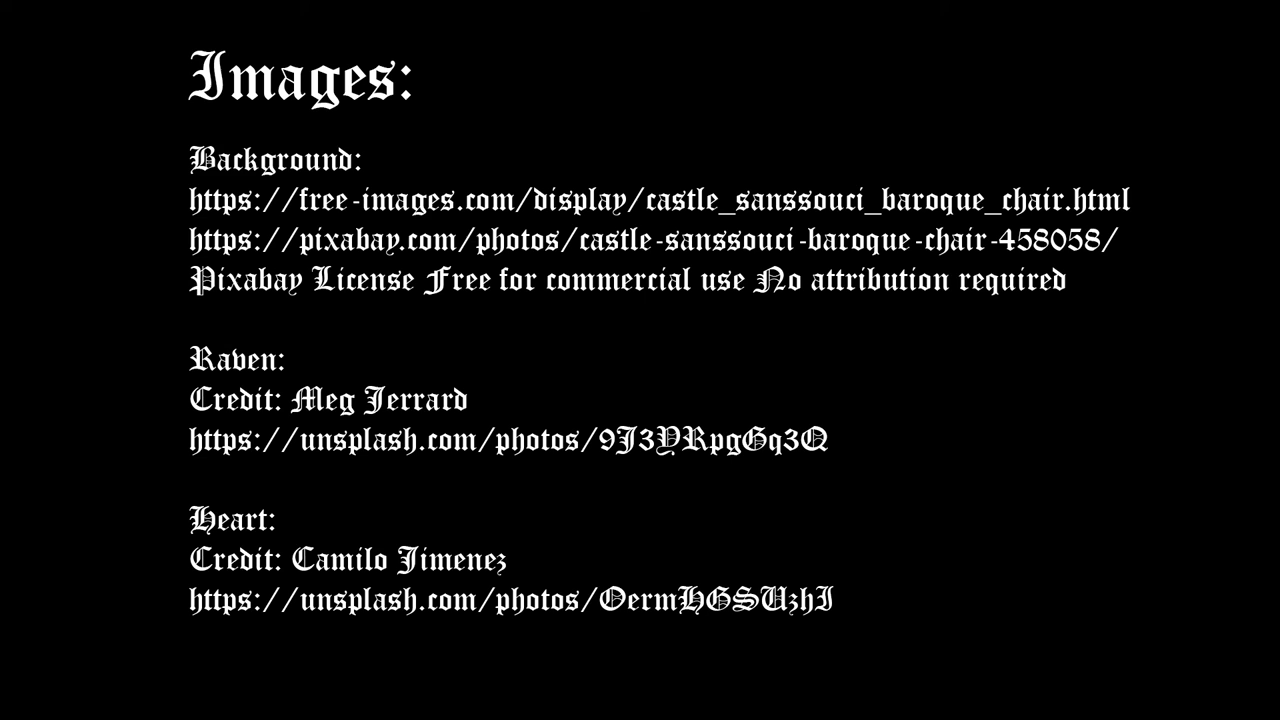 Images:
Background:
https://free-images.com/display/castle_sanssouci_baroque_chair.html
https://pixabay.com/photos/castle-sanssouci-baroque-chair-458058/
Pixabay License Free for commercial use No attribution required
Raven:
Credit: Meg Jerrard
https://unsplash.com/photos/9J3YRpgGq3Q
Heart:
Credit: Camilo Jimenez
https://unsplash.com/photos/OermHGSUzhI